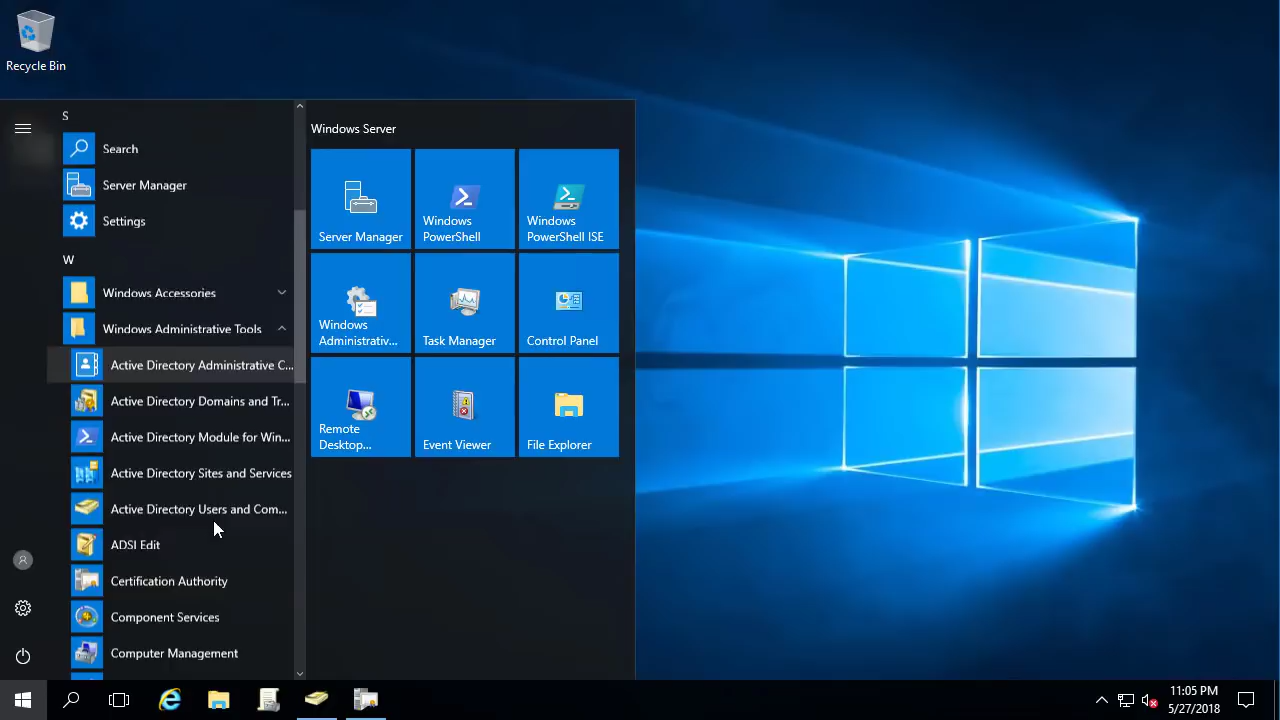 Recycle Bin
S
Search
Server Manager
Settings
W
Windows Accessories
Windows Administrative Tools
Active Directory Administrative C...
Active Directory Domains and Tr...
Active Directory Module for Win...
Active Directory Sites and Services
Active Directory Users and Com...
ADSI Edit
Certification Authority
Component Services
Computer Management
Windows Server
Server Manager
Windows
PowerShell
Windows
PowerShell ISE
Windows
Administrativ...
Task Manager
Control Panel
Remote
Desktop...
Event Viewer
File Explorer
11:05 PM
5/27/2018